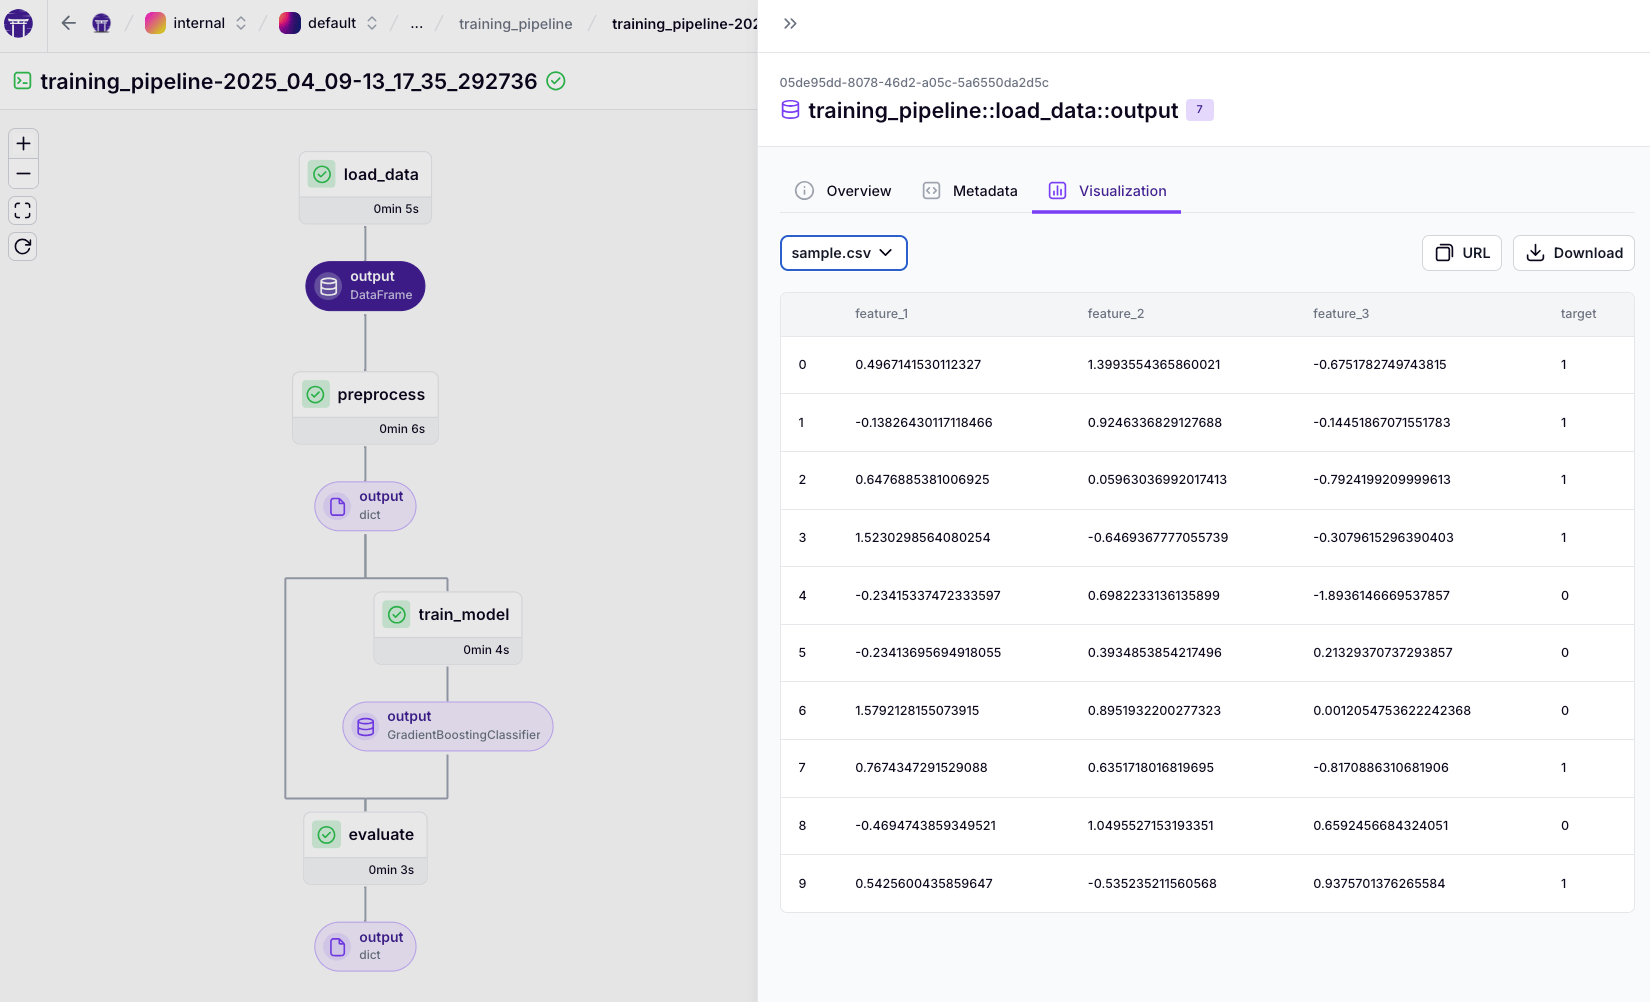 internal / default / ... / training_pipeline / training_pipeline-202
training_pipeline-2025_04_09-13_17_35_292736
load_data
0min 5s
output
DataFrame
preprocess
0min 6s
output
dict
train_model
0min 4s
output
GradientBoostingClassifier
evaluate
0min 3s
output
dict
05de95dd-8078-46d2-a05c-5a6550da2d5c
training_pipeline::load_data::output 7
Overview Metadata Visualization
sample.csv URL Download
feature_1 feature_2 feature_3 target
0 0.4967141530112327 1.3993554365860021 -0.6751782749743815 1
1 -0.13826430117118466 0.9246336829127688 -0.14451867071551783 1
2 0.6476885381006925 0.05963036992017413 -0.7924199209999613 1
3 1.5230298564080254 -0.6469367777055739 -0.3079615296390403 1
4 -0.23415337472333597 0.6982233136135899 -1.8936146669537857 0
5 -0.23413695694918055 0.3934853854217496 0.21329370737293857 0
6 1.5792128155073915 0.8951932200277323 0.0012054753622242368 0
7 0.7674347291529088 0.6351718016819695 -0.8170886310681906 1
8 -0.4694743859349521 1.0495527153193351 0.6592456684324051 0
9 0.5425600435859647 -0.535235211560568 0.9375701376265584 1